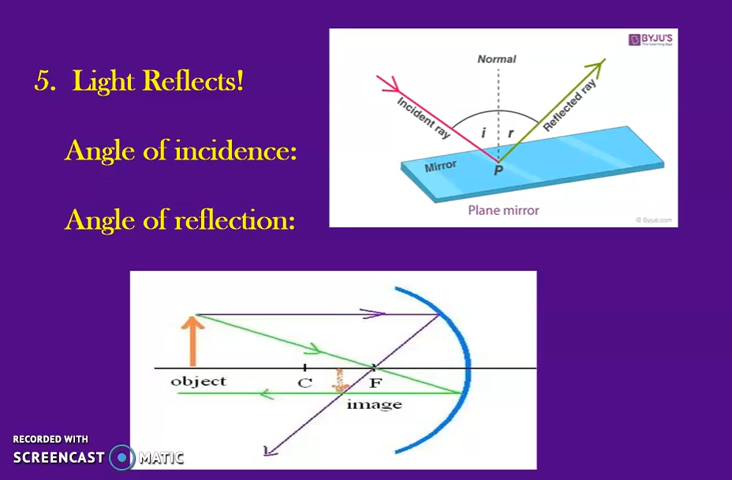 5. Light Reflects!
Angle of incidence:
Angle of reflection:
BYJU'S
The Learning App
Normal
Incident ray
Reflected ray
i
r
Mirror
P
Plane mirror
© Byjus.com
object
C
F
image
RECORDED WITH
SCREENCAST MATIC